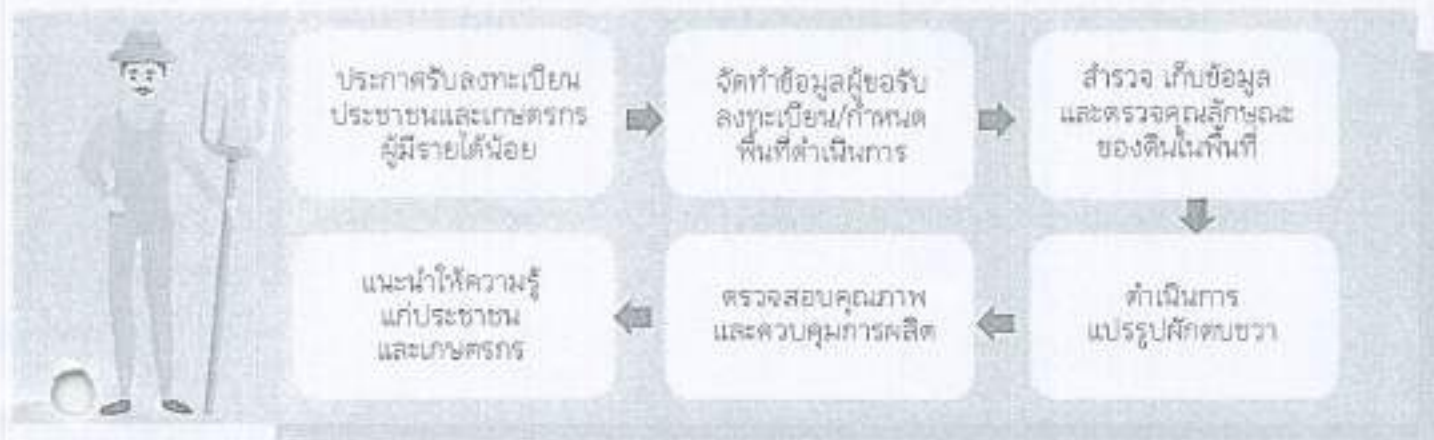 ประกาศรับลงทะเบียน
ประชาชนและเกษตรกร
ผู้มีรายได้น้อย
จัดทำข้อมูลผู้ขอรับ
ลงทะเบียน/กำหนด
พื้นที่ดำเนินการ
สำรวจ เก็บข้อมูล
และตรวจคุณลักษณะ
ของดินในพื้นที่
ดำเนินการ
แปรรูปผักตบชวา
ตรวจสอบคุณภาพ
และควบคุมการผลิต
แนะนำให้ความรู้
แก่ประชาชน
และเกษตรกร